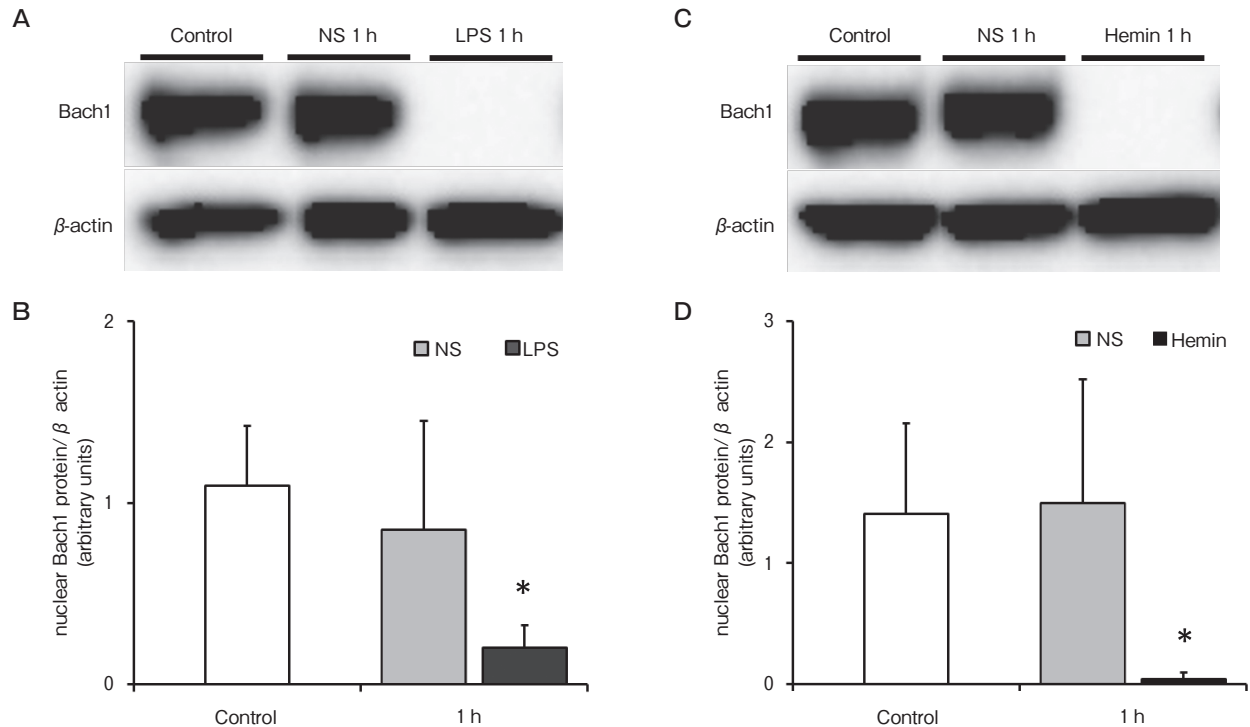 A
Control NS 1 h LPS 1 h
Bach1
β-actin
C
Control NS 1 h Hemin 1 h
Bach1
β-actin
B
nuclear Bach1 protein/ β actin
(arbitrary units)
2
1
0
NS LPS
*
Control 1 h
D
nuclear Bach1 protein/ β actin
(arbitrary units)
3
2
1
0
NS Hemin
*
Control 1 h